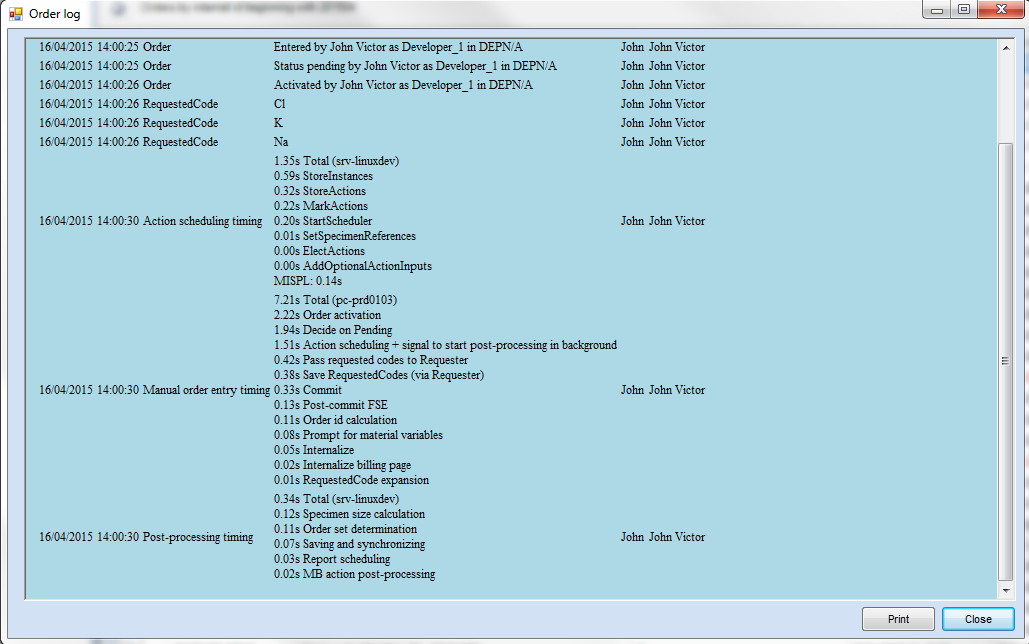 Order log
16/04/2015 14:00:25 Order Entered by John Victor as Developer_1 in DEPN/A John John Victor
16/04/2015 14:00:25 Order Status pending by John Victor as Developer_1 in DEPN/A John John Victor
16/04/2015 14:00:26 Order Activated by John Victor as Developer_1 in DEPN/A John John Victor
16/04/2015 14:00:26 RequestedCode Cl John John Victor
16/04/2015 14:00:26 RequestedCode K John John Victor
16/04/2015 14:00:26 RequestedCode Na John John Victor
1.35s Total (srv-linuxdev)
0.59s StoreInstances
0.32s StoreActions
0.22s MarkActions
16/04/2015 14:00:30 Action scheduling timing 0.20s StartScheduler John John Victor
0.01s SetSpecimenReferences
0.00s ElectActions
0.00s AddOptionalActionInputs
MISPL: 0.14s
7.21s Total (pc-prd0103)
2.22s Order activation
1.94s Decide on Pending
1.51s Action scheduling + signal to start post-processing in background
0.42s Pass requested codes to Requester
0.38s Save RequestedCodes (via Requester)
16/04/2015 14:00:30 Manual order entry timing 0.33s Commit John John Victor
0.13s Post-commit FSE
0.11s Order id calculation
0.08s Prompt for material variables
0.05s Internalize
0.02s Internalize billing page
0.01s RequestedCode expansion
0.34s Total (srv-linuxdev)
0.12s Specimen size calculation
0.11s Order set determination
16/04/2015 14:00:30 Post-processing timing John John Victor
0.07s Saving and synchronizing
0.03s Report scheduling
0.02s MB action post-processing
Print Close